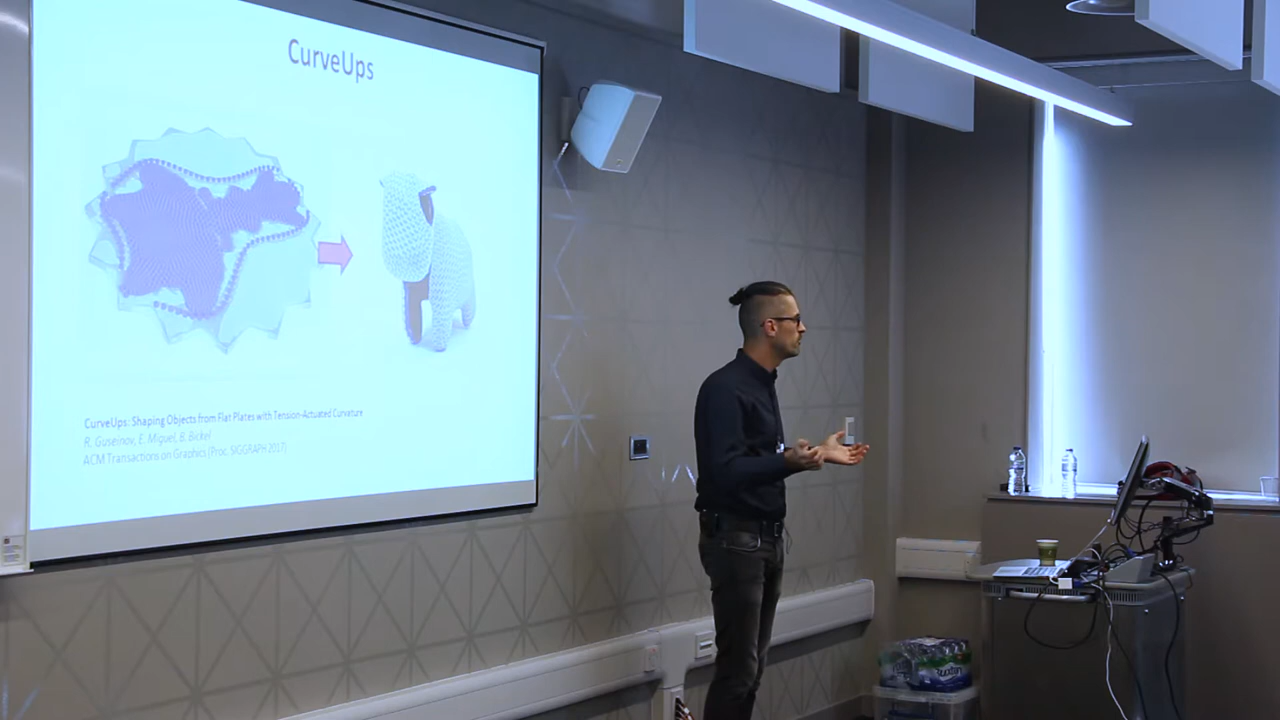 CurveUps
CurveUps: Shaping Objects from Flat Plates with Tension-Actuated Curvature
R. Guseinov, E. Miguel, B. Bickel
ACM Transactions on Graphics (Proc. SIGGRAPH 2017)